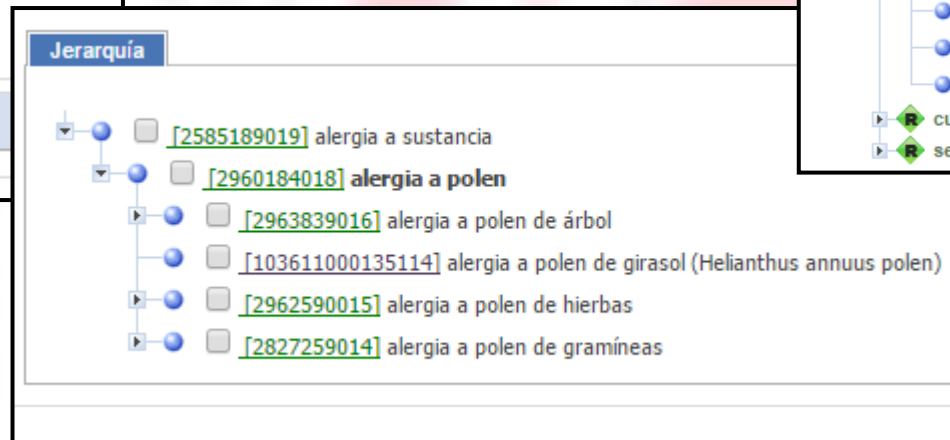 Jerarquía
[2585189019] alergia a sustancia
[2960184018] alergia a polen
[2963839016] alergia a polen de árbol
[103611000135114] alergia a polen de girasol (Helianthus annuus polen)
[2962590015] alergia a polen de hierbas
[2827259014] alergia a polen de gramíneas
R
R